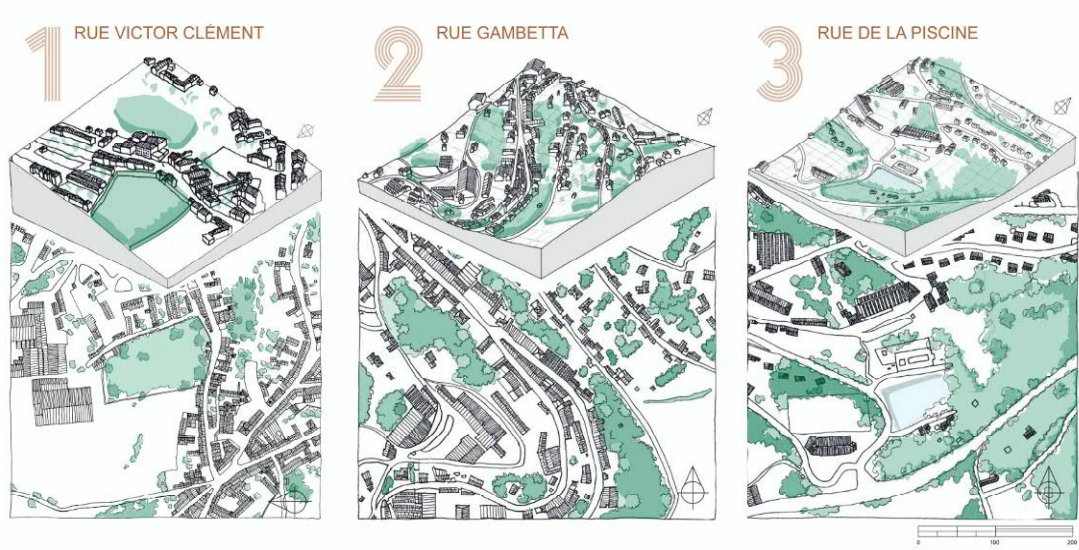 1 RUE VICTOR CLÉMENT
2 RUE GAMBETTA
3 RUE DE LA PISCINE
0 100 200